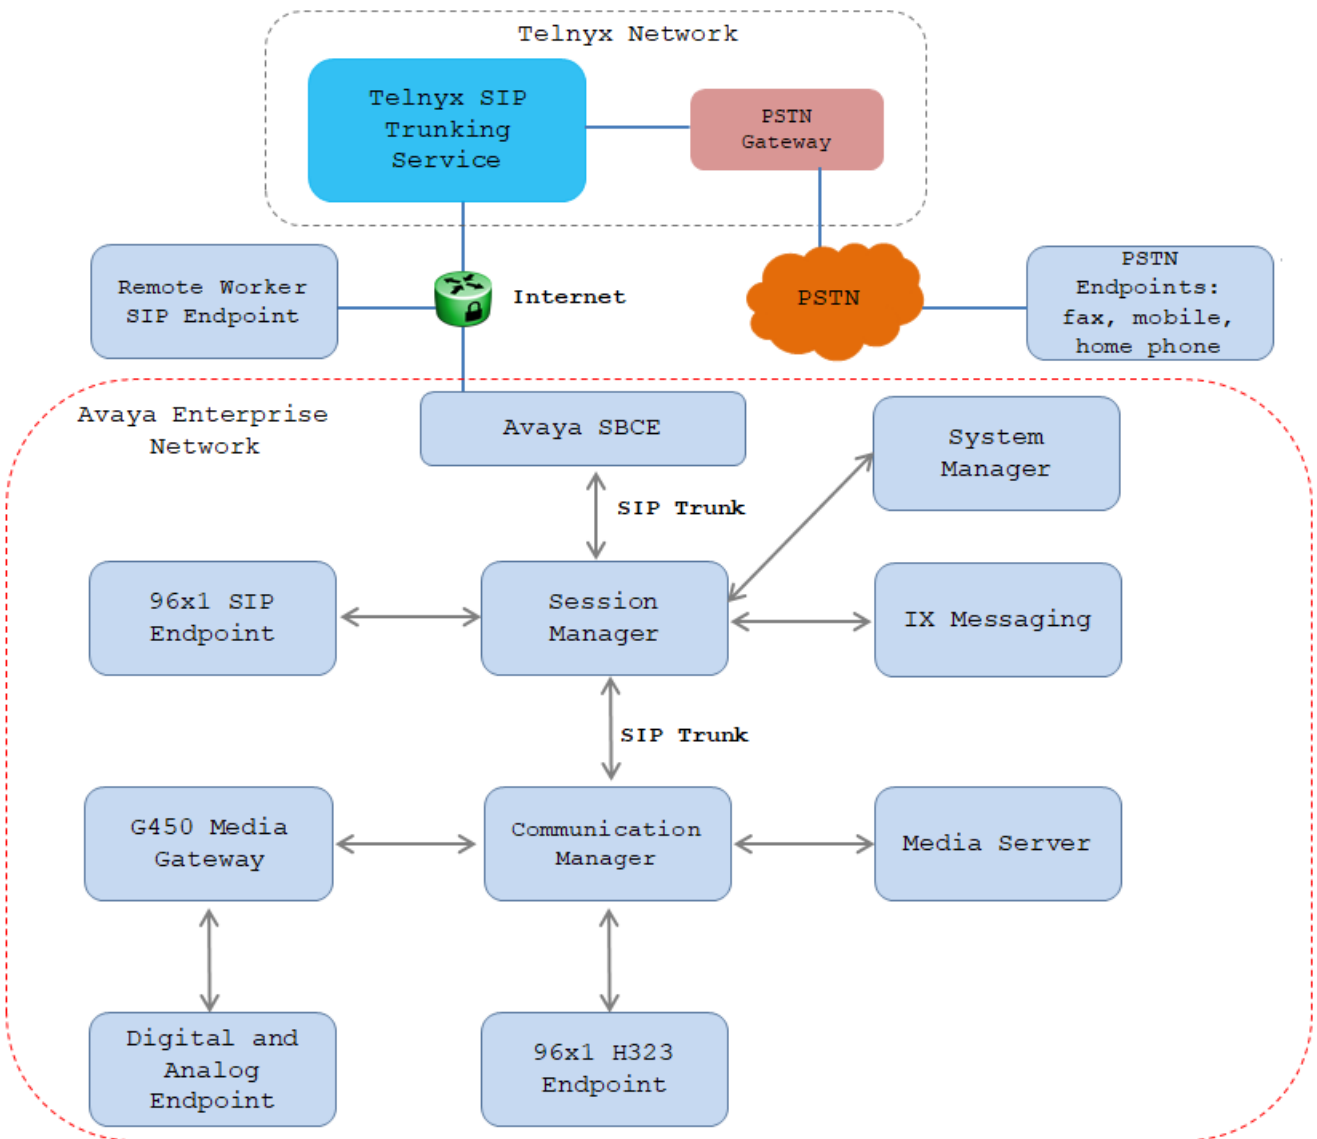 Telnyx Network
Telnyx SIP
Trunking
Service
PSTN
Gateway
Remote Worker
SIP Endpoint
Internet
PSTN
PSTN
Endpoints:
fax, mobile,
home phone
Avaya Enterprise
Network
Avaya SBCE
System
Manager
SIP Trunk
96x1 SIP
Endpoint
Session
Manager
IX Messaging
SIP Trunk
G450 Media
Gateway
Communication
Manager
Media Server
Digital and
Analog
Endpoint
96x1 H323
Endpoint